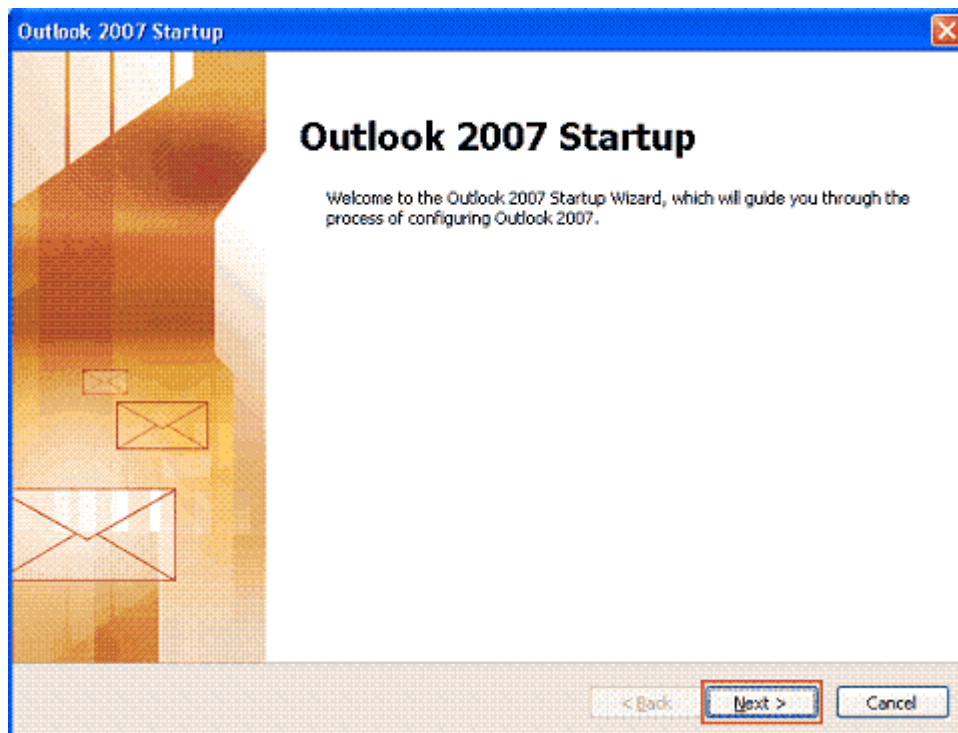 Outlook 2007 Startup
Outlook 2007 Startup
Welcome to the Outlook 2007 Startup Wizard, which will guide you through the
process of configuring Outlook 2007.
< Back
Next >
Cancel